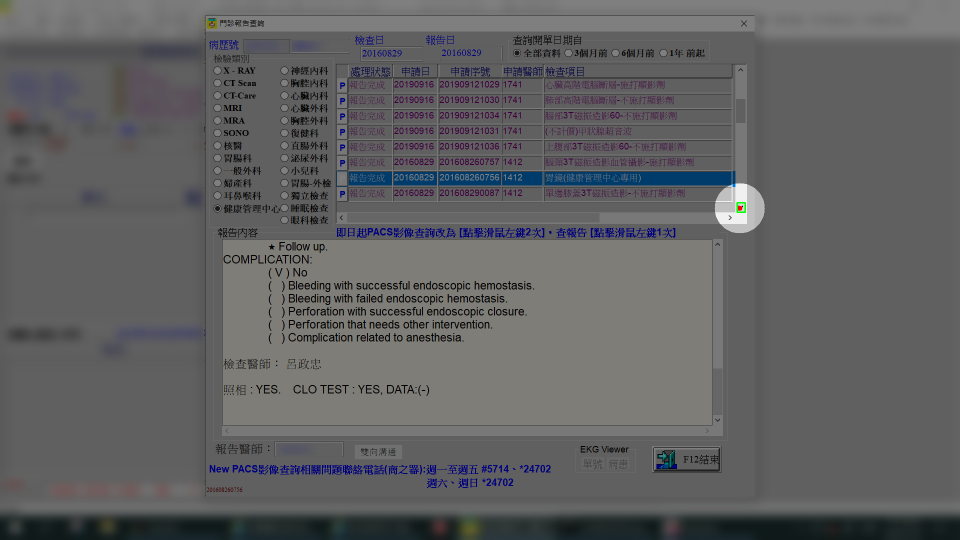 門診報告查詢
病歷號
檢查日
20160829
報告日
20160829
查詢開單日期自
全部資料 3個月前 6個月前 1年 前起
檢驗類別
X - RAY 神經內科
CT Scan 胸腔內科
CT-Care 心臟內科
MRI 心臟外科
MRA 胸腔外科
SONO 復健科
核醫 直腸外科
胃腸科 泌尿外科
一般外科 小兒科
婦產科 胃腸-外檢
耳鼻喉科 獨立檢查
健康管理中心 睡眠檢查
眼科檢查
處理狀態 申請日 申請序號 申請醫師 檢查項目
P 報告完成 20190916 201909121029 1741 心臟高階電腦斷層-施打顯影劑
P 報告完成 20190916 201909121030 1741 肺部高階電腦斷層-不施打顯影劑
P 報告完成 20190916 201909121034 1741 腦部3T磁振造影60-不施打顯影劑
P 報告完成 20190916 201909121031 1741 (不計價)甲狀腺超音波
P 報告完成 20190916 201909121036 1741 上腹部3T磁振造影60-不施打顯影劑
P 報告完成 20160829 201608260757 1412 腦部3T磁振造影血管攝影-施打顯影劑
報告完成 20160829 201608260756 1412 胃鏡(健康管理中心專用)
P 報告完成 20160829 201608290087 1412 單邊膝蓋3T磁振造影-不施打顯影劑
報告內容
即日起PACS影像查詢改為 [點擊滑鼠左鍵2次]，查報告 [點擊滑鼠左鍵1次]
★ Follow up.
COMPLICATION:
( V ) No
(   ) Bleeding with successful endoscopic hemostasis.
(   ) Bleeding with failed endoscopic hemostasis.
(   ) Perforation with successful endoscopic closure.
(   ) Perforation that needs other intervention.
(   ) Complication related to anesthesia.
檢查醫師： 呂政忠
照相 : YES.    CLO TEST : YES, DATA:(-)
報告醫師：
雙向溝通
EKG Viewer
單號 病患
F12結束
New PACS影像查詢相關問題聯絡電話(商之器):週一至週五 #5714、*24702
週六、週日 *24702
201608260756